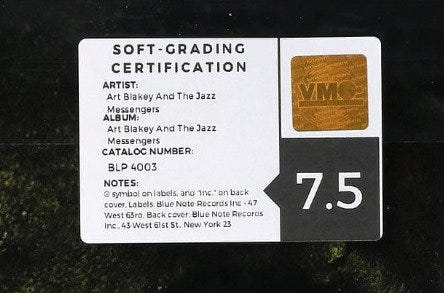 SOFT-GRADING
CERTIFICATION
ARTIST:
Art Blakey And The Jazz
Messengers
ALBUM:
Art Blakey And The Jazz
Messengers
CATALOG NUMBER:
BLP 4003
NOTES:
® symbol on labels, and "Inc." on back
cover. Labels: Blue Note Records Inc - 47
West 63rd. Back cover: Blue Note Records
Inc., 43 West 61st St., New York 23
VMG
7.5